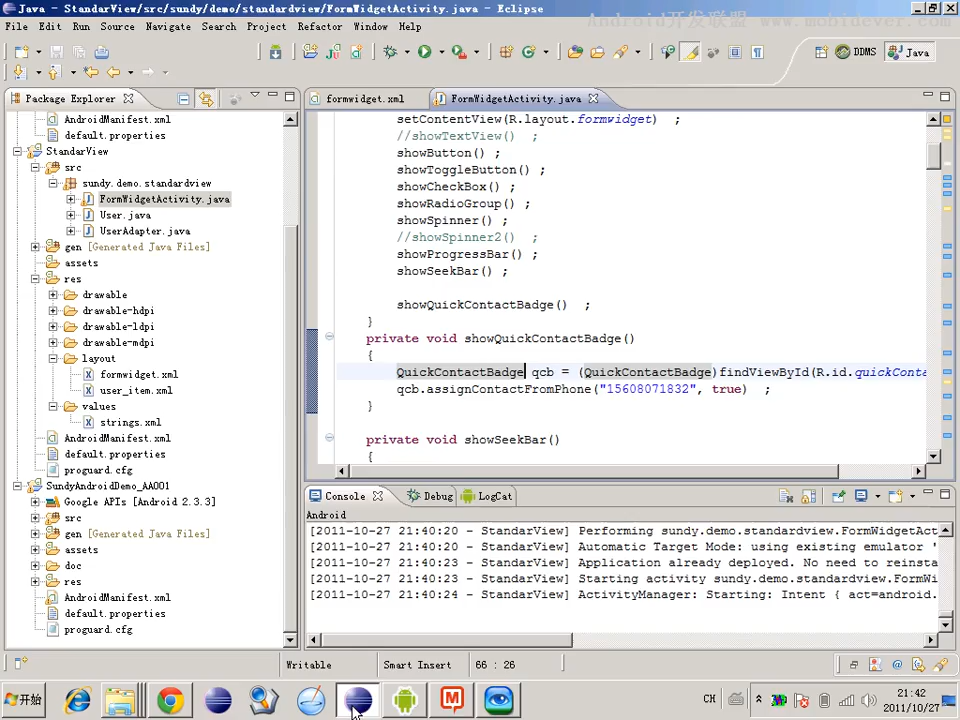 Java - StandarView/src/sundy/demo/standardview/FormWidgetActivity.java - Eclipse
Android开发联盟 www.mobidever.com
File Edit Run Source Navigate Search Project Refactor Window Help
DDMS Java
Package Explorer
formwidget.xml FormWidgetActivity.java
AndroidManifest.xml
default.properties
StandarView
src
sundy.demo.standardview
FormWidgetActivity.java
User.java
UserAdapter.java
gen [Generated Java Files]
assets
res
drawable
drawable-hdpi
drawable-ldpi
drawable-mdpi
layout
formwidget.xml
user_item.xml
values
strings.xml
AndroidManifest.xml
default.properties
proguard.cfg
SundyAndroidDemo_AA001
Google APIs [Android 2.3.3]
src
gen [Generated Java Files]
assets
doc
res
AndroidManifest.xml
default.properties
proguard.cfg
setContentView(R.layout.formwidget) ;
//showTextView() ;
showButton() ;
showToggleButton() ;
showCheckBox() ;
showRadioGroup() ;
showSpinner() ;
//showSpinner2() ;
showProgressBar() ;
showSeekBar() ;
showQuickContactBadge() ;
}
private void showQuickContactBadge()
{
QuickContactBadge qcb = (QuickContactBadge)findViewById(R.id.quickConta
qcb.assignContactFromPhone("15608071832", true) ;
}
private void showSeekBar()
{
Console Debug LogCat
Android
[2011-10-27 21:40:20 - StandarView] Performing sundy.demo.standardview.FormWidgetAct
[2011-10-27 21:40:20 - StandarView] Automatic Target Mode: using existing emulator '
[2011-10-27 21:40:23 - StandarView] Application already deployed. No need to reinsta
[2011-10-27 21:40:23 - StandarView] Starting activity sundy.demo.standardview.FormWi
[2011-10-27 21:40:24 - StandarView] ActivityManager: Starting: Intent { act=android.
Writable Smart Insert 66 : 26
开始
CH
21:42
2011/10/27